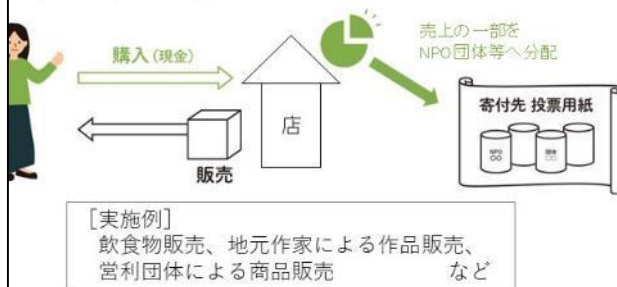 売上の一部を
NPO団体等へ分配
購入(現金)
寄付先 投票用紙
店
販売
[実施例]
飲食物販売、地元作家による作品販売、
営利団体による商品販売 など